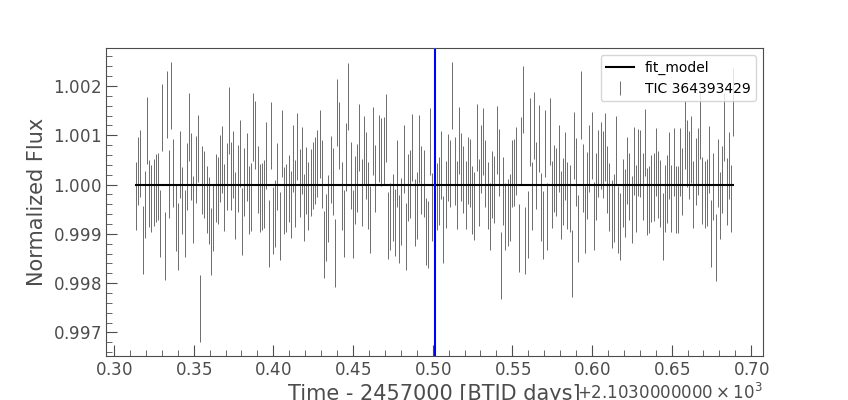 fit_model
TIC 364393429
Normalized Flux
1.002
1.001
1.000
0.999
0.998
0.997
0.30 0.35 0.40 0.45 0.50 0.55 0.60 0.65 0.70
Time - 2457000 [BTJD days]
+2.1030000000 × 10³